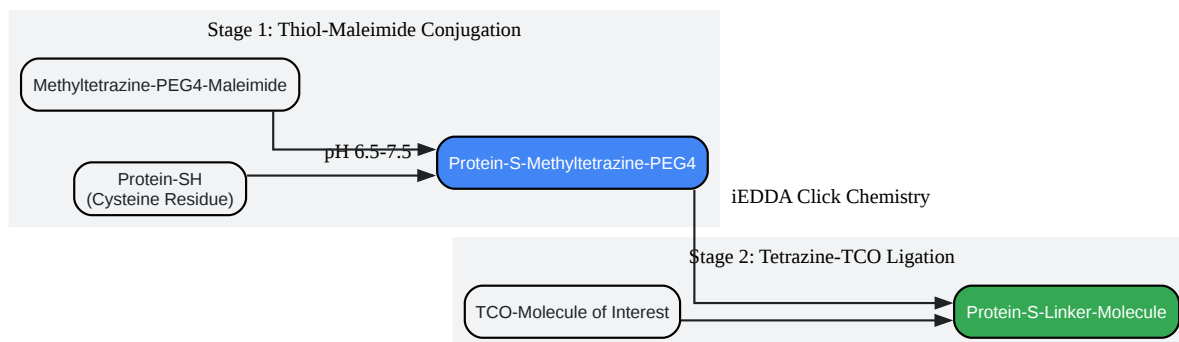 Stage 1: Thiol-Maleimide Conjugation
Methyltetrazine-PEG4-Maleimide
pH 6.5-7.5
Protein-SH
(Cysteine Residue)
Protein-S-Methyltetrazine-PEG4
iEDDA Click Chemistry
Stage 2: Tetrazine-TCO Ligation
TCO-Molecule of Interest
Protein-S-Linker-Molecule